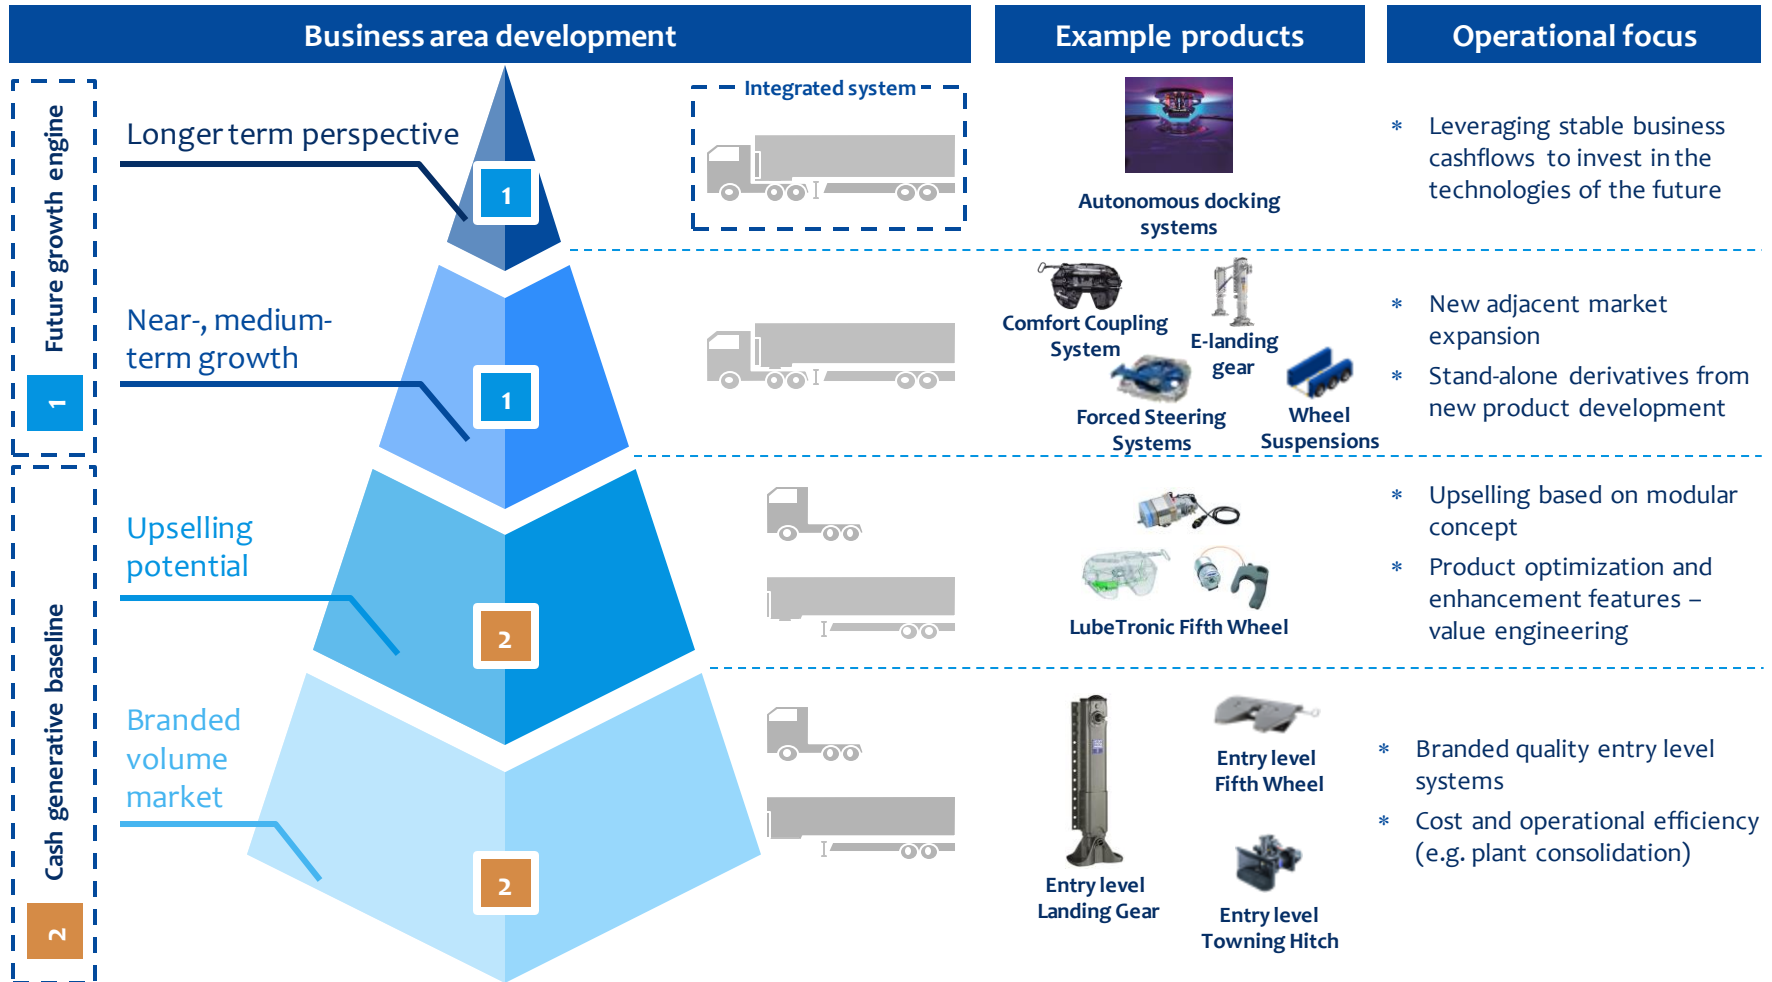 Business area development
Example products
Operational focus
Future growth engine
1
Longer term perspective
1
Integrated system
Autonomous docking
systems
* Leveraging stable business
cashflows to invest in the
technologies of the future
Near-, medium-
term growth
1
Comfort Coupling
System
E-landing
gear
Forced Steering
Systems
Wheel
Suspensions
* New adjacent market
expansion
* Stand-alone derivatives from
new product development
Cash generative baseline
2
Upselling
potential
2
LubeTronic Fifth Wheel
* Upselling based on modular
concept
* Product optimization and
enhancement features –
value engineering
Branded
volume
market
2
Entry level
Landing Gear
Entry level
Fifth Wheel
Entry level
Towning Hitch
* Branded quality entry level
systems
* Cost and operational efficiency
(e.g. plant consolidation)